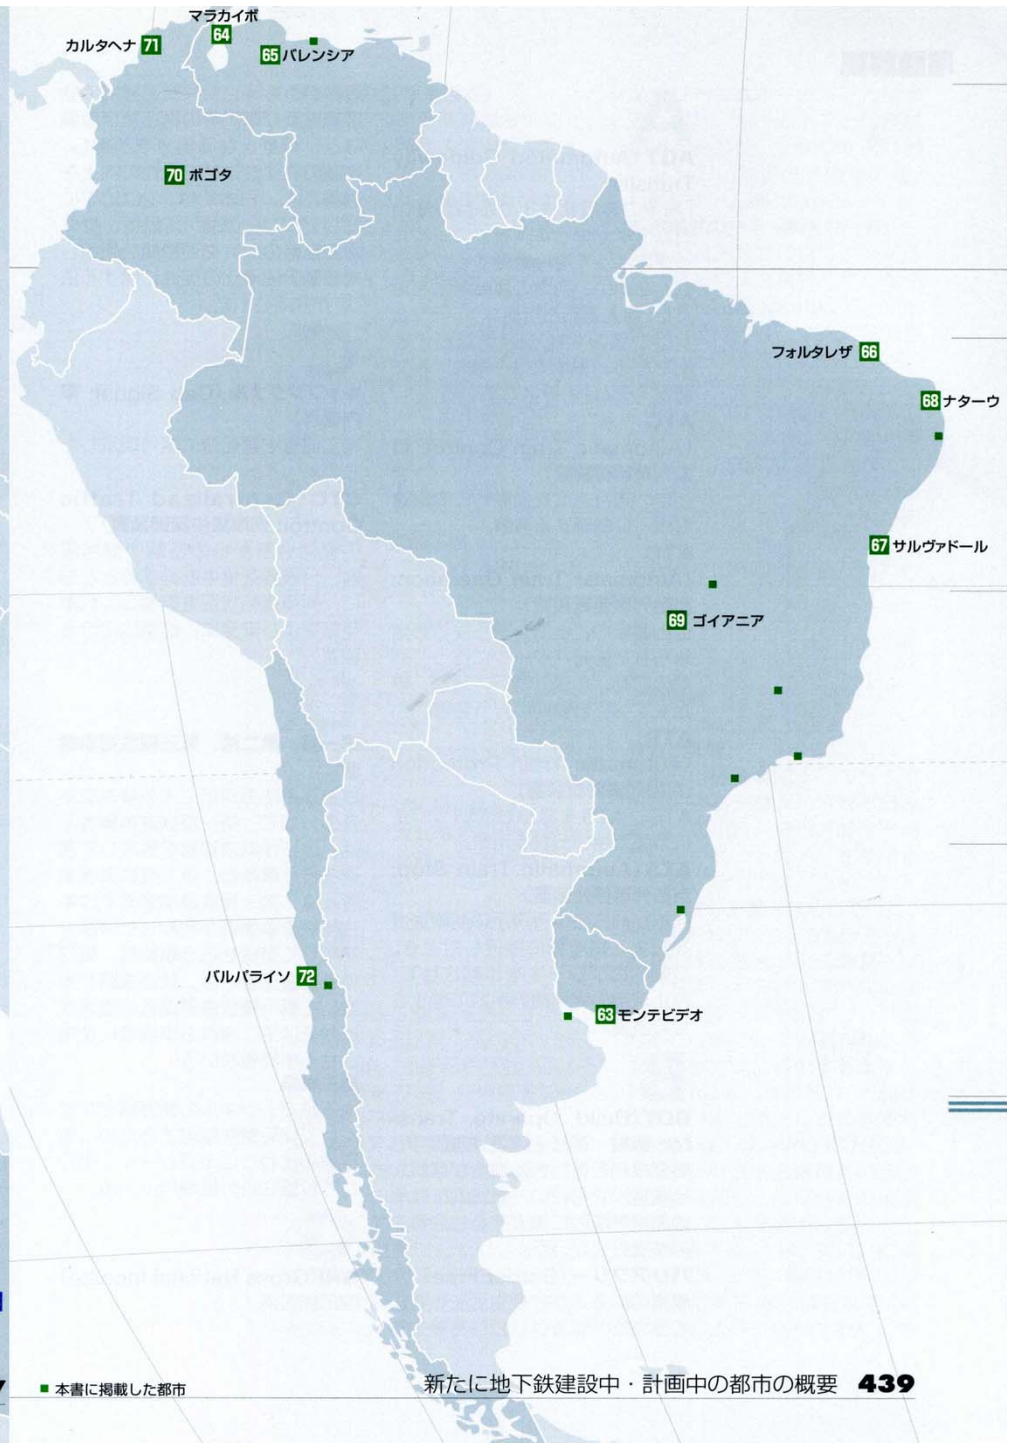 マラカイボ
64
カルタヘナ 71
65 バレンシア
70 ボゴタ
フォルタレザ 66
68 ナターウ
67 サルヴァドール
69 ゴイアニア
バルパライソ 72
63 モンテビデオ
■ 本書に掲載した都市
新たに地下鉄建設中・計画中の都市の概要 439